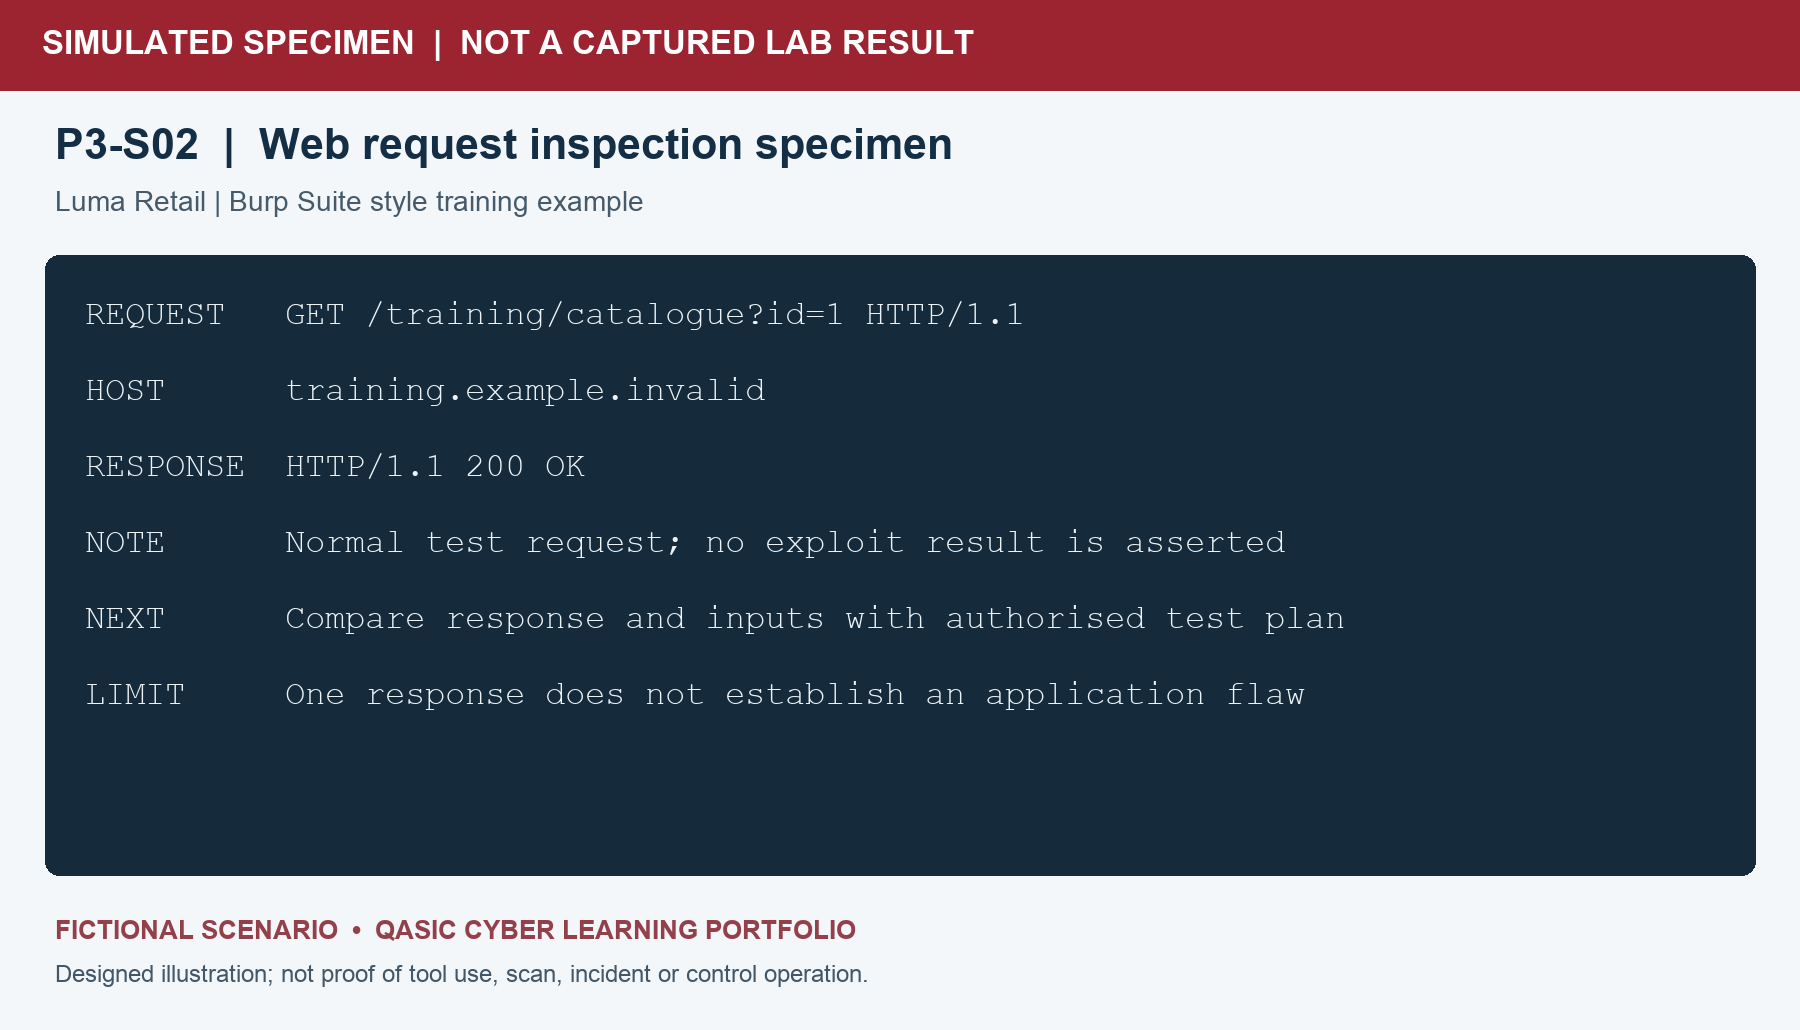 SIMULATED SPECIMEN | NOT A CAPTURED LAB RESULT
P3-S02 | Web request inspection specimen
Luma Retail | Burp Suite style training example
REQUEST GET /training/catalogue?id=1 HTTP/1.1
HOST training.example.invalid
RESPONSE HTTP/1.1 200 OK
NOTE Normal test request; no exploit result is asserted
NEXT Compare response and inputs with authorised test plan
LIMIT One response does not establish an application flaw
FICTIONAL SCENARIO • QASIC CYBER LEARNING PORTFOLIO
Designed illustration; not proof of tool use, scan, incident or control operation.